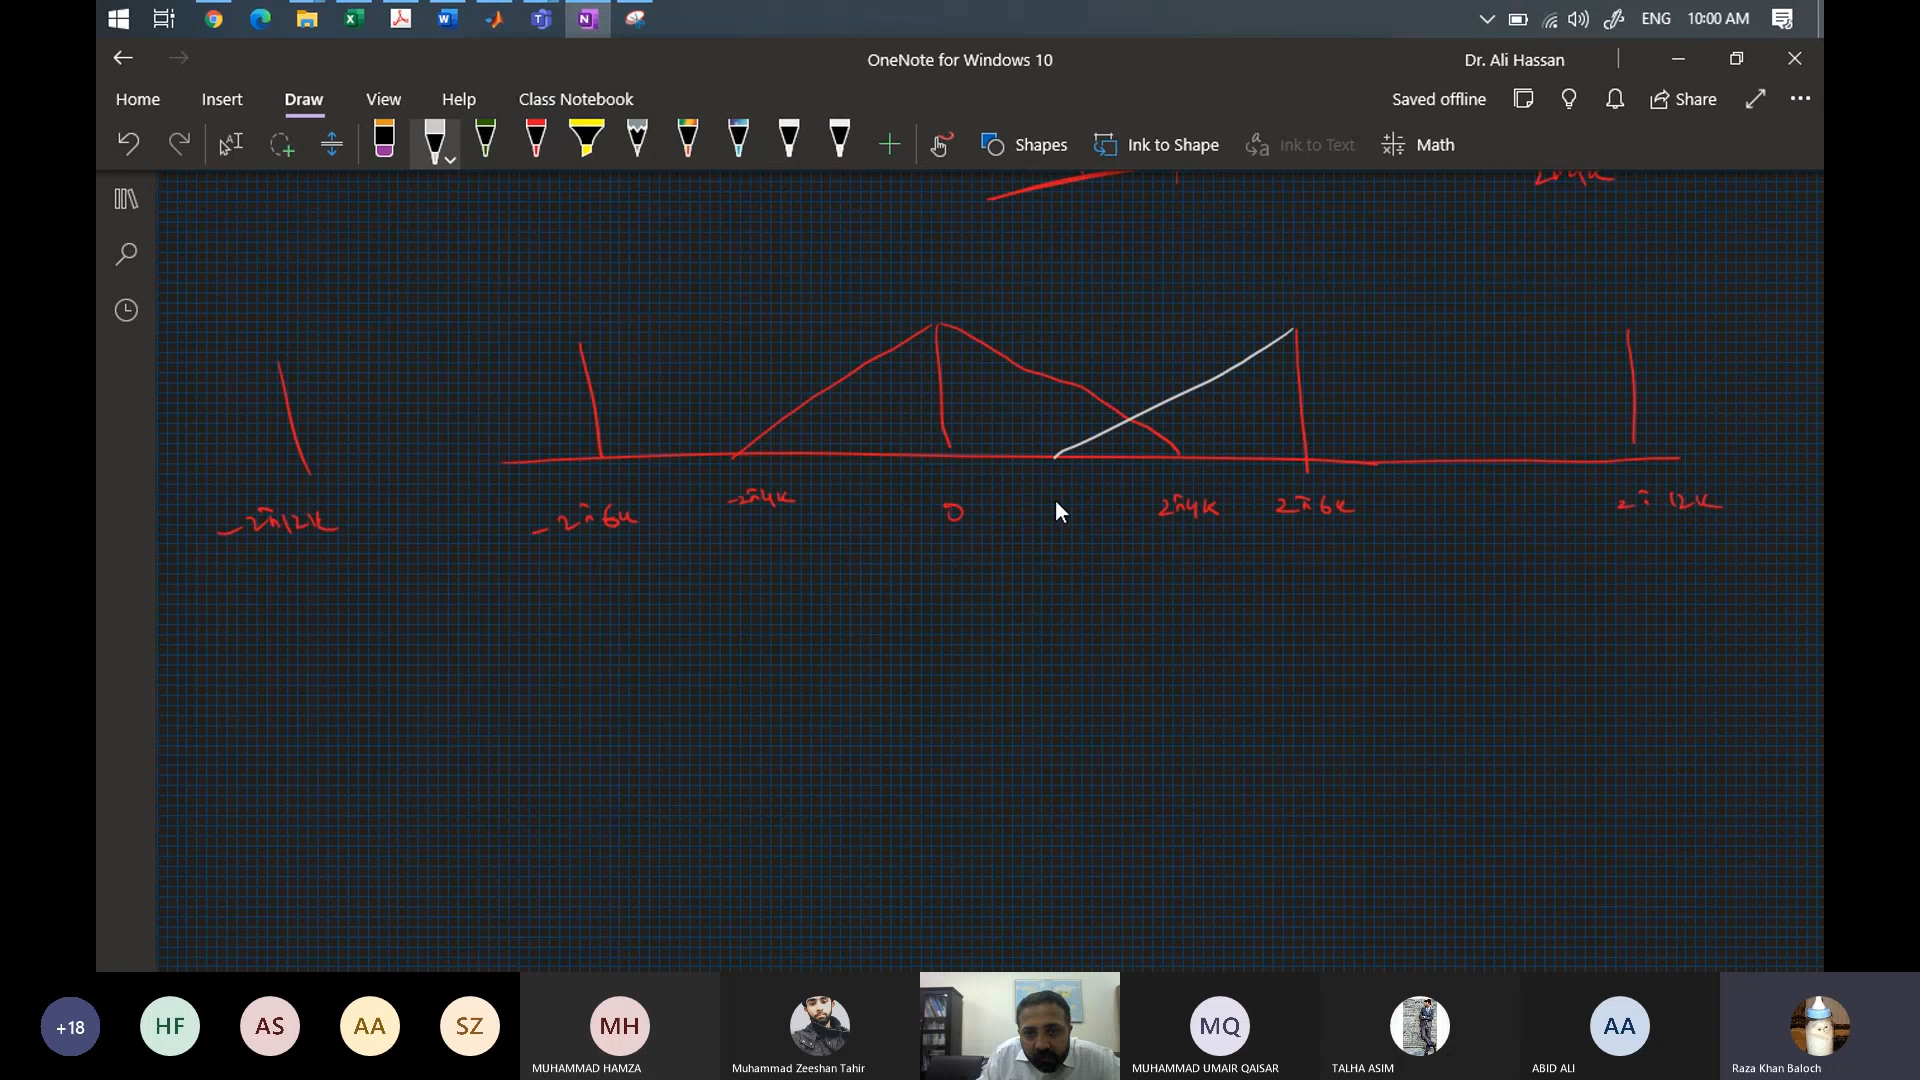 ENG 10:00 AM
OneNote for Windows 10
Dr. Ali Hassan
Home Insert Draw View Help Class Notebook
Saved offline
Share
Shapes
Ink to Shape
Ink to Text
Math
2π4k
-2π12k
-2π6k
-2π4k
0
2π4k
2π6k
2π12k
+18
HF
AS
AA
SZ
MH
MQ
AA
MUHAMMAD HAMZA
Muhammad Zeeshan Tahir
MUHAMMAD UMAIR QAISAR
TALHA ASIM
ABID ALI
Raza Khan Baloch